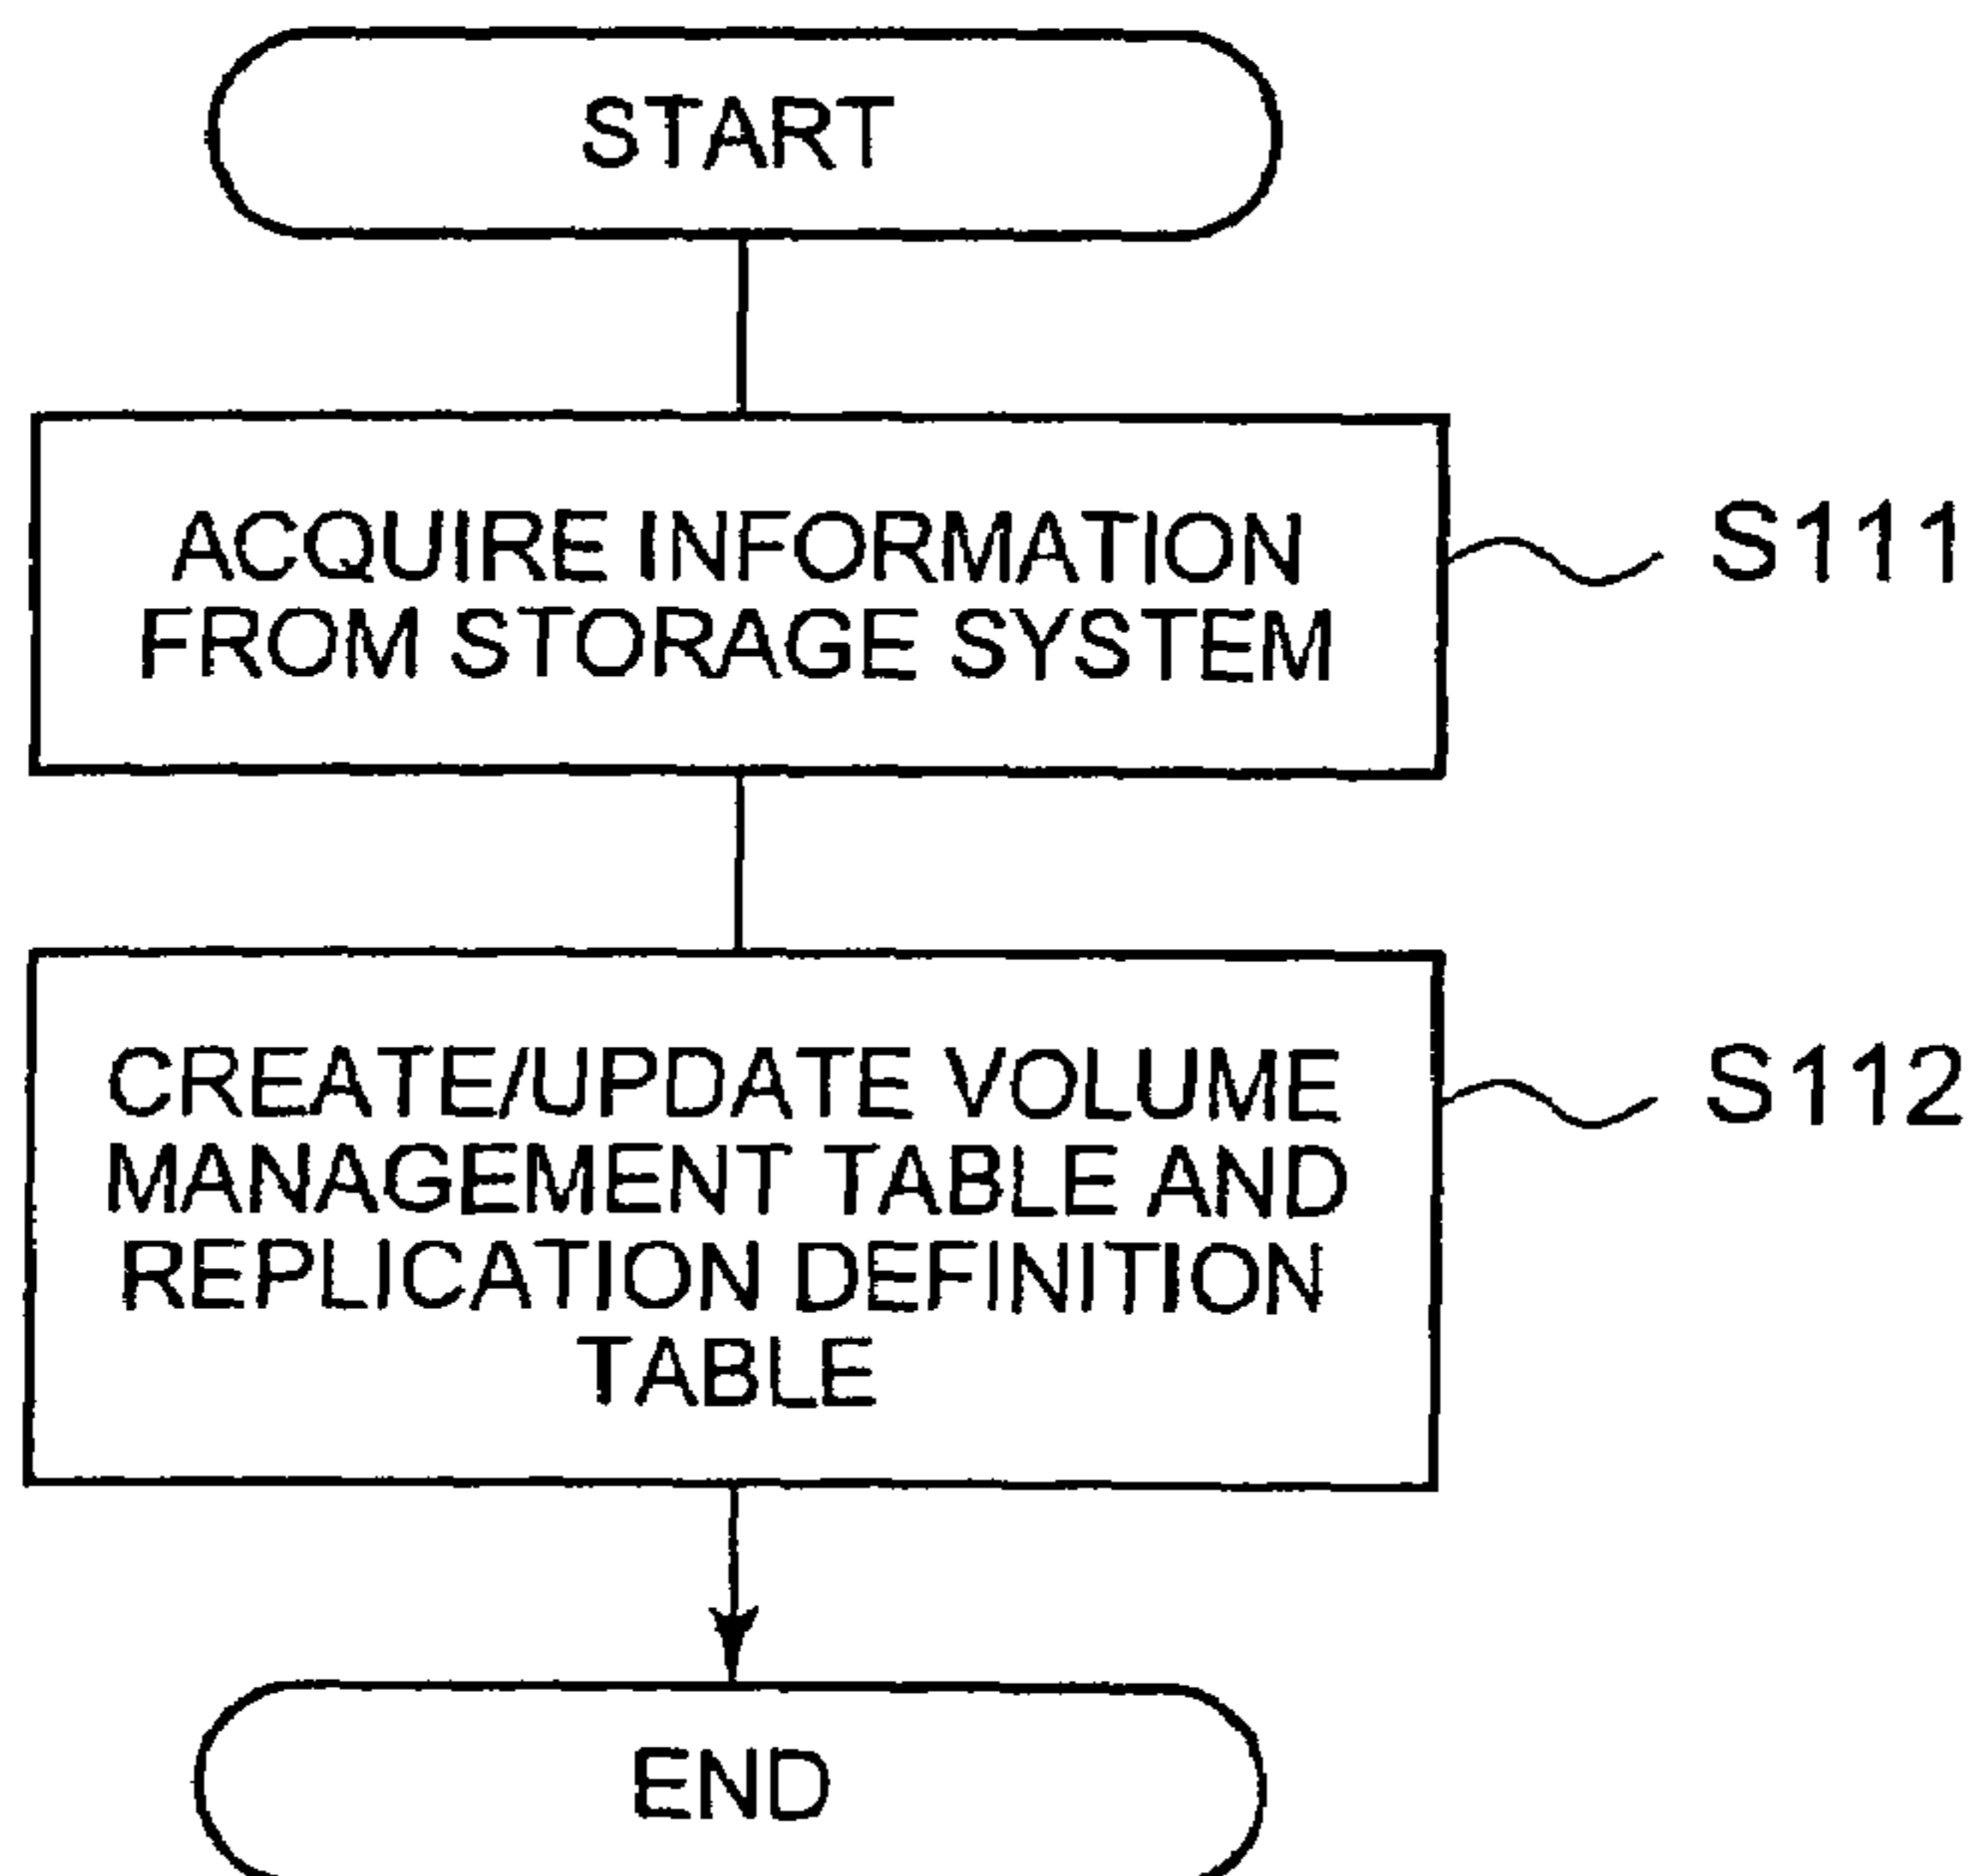 START
ACQUIRE INFORMATION
FROM STORAGE SYSTEM
S111
CREATE/UPDATE VOLUME
MANAGEMENT TABLE AND
REPLICATION DEFINITION
TABLE
S112
END